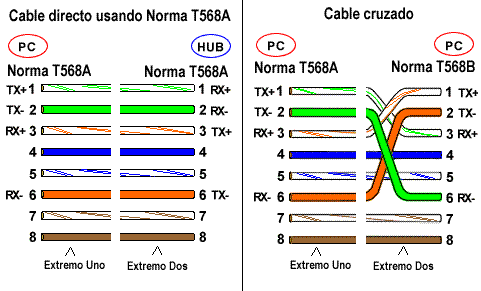 Cable directo usando Norma T568A
PC HUB
Norma T568A Norma T568A
TX+ 1 1 RX+
TX- 2 2 RX-
RX+ 3 3 TX+
4 4
5 5
RX- 6 6 TX-
7 7
8 8
Extremo Uno Extremo Dos
Cable cruzado
PC PC
Norma T568A Norma T568B
TX+ 1 1 TX+
TX- 2 2 TX-
RX+ 3 3 RX+
4 4
5 5
RX- 6 6 RX-
7 7
8 8
Extremo Uno Extremo Dos